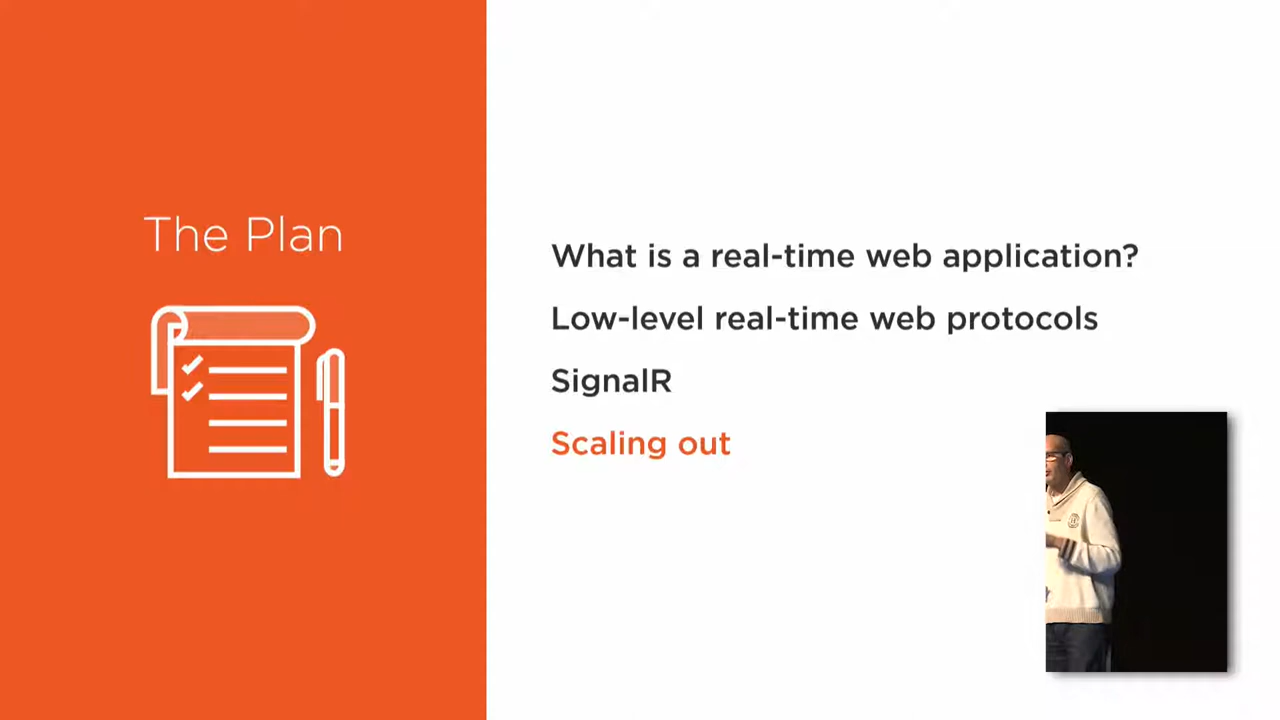 The Plan
What is a real-time web application?
Low-level real-time web protocols
SignalR
Scaling out